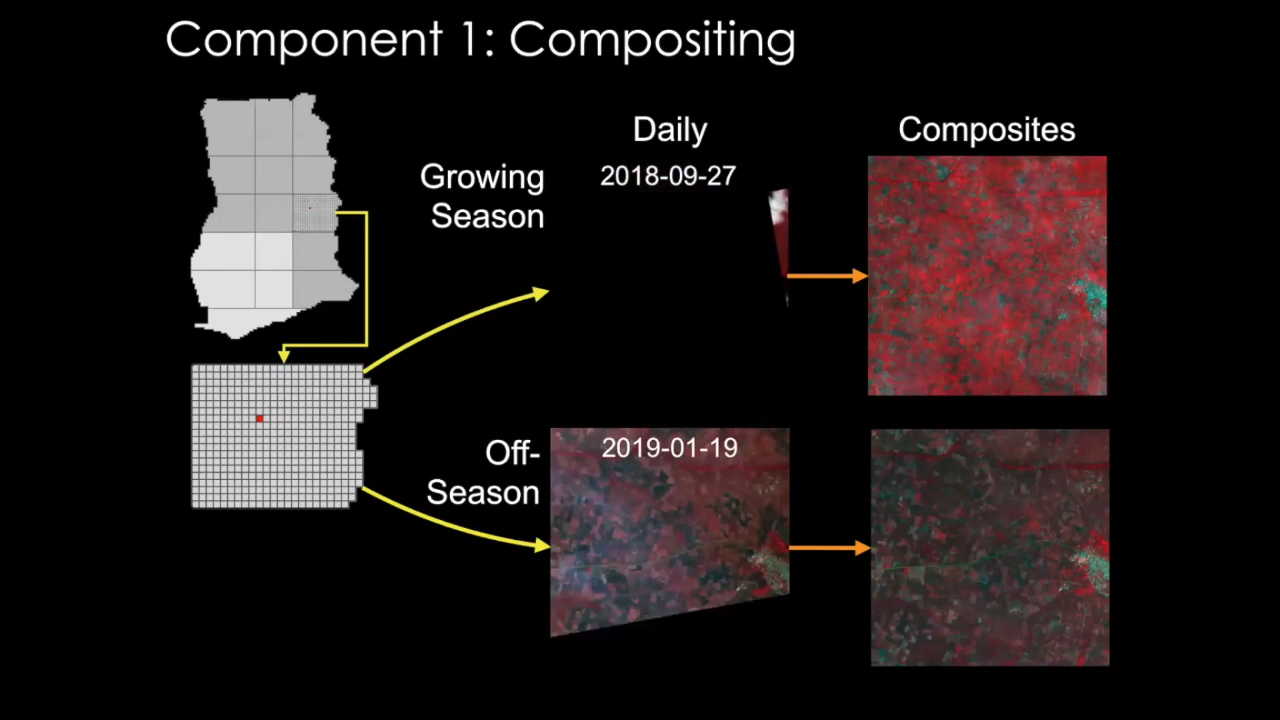 Component 1: Compositing
Daily
Composites
Growing
Season
2018-09-27
Off-
Season
2019-01-19